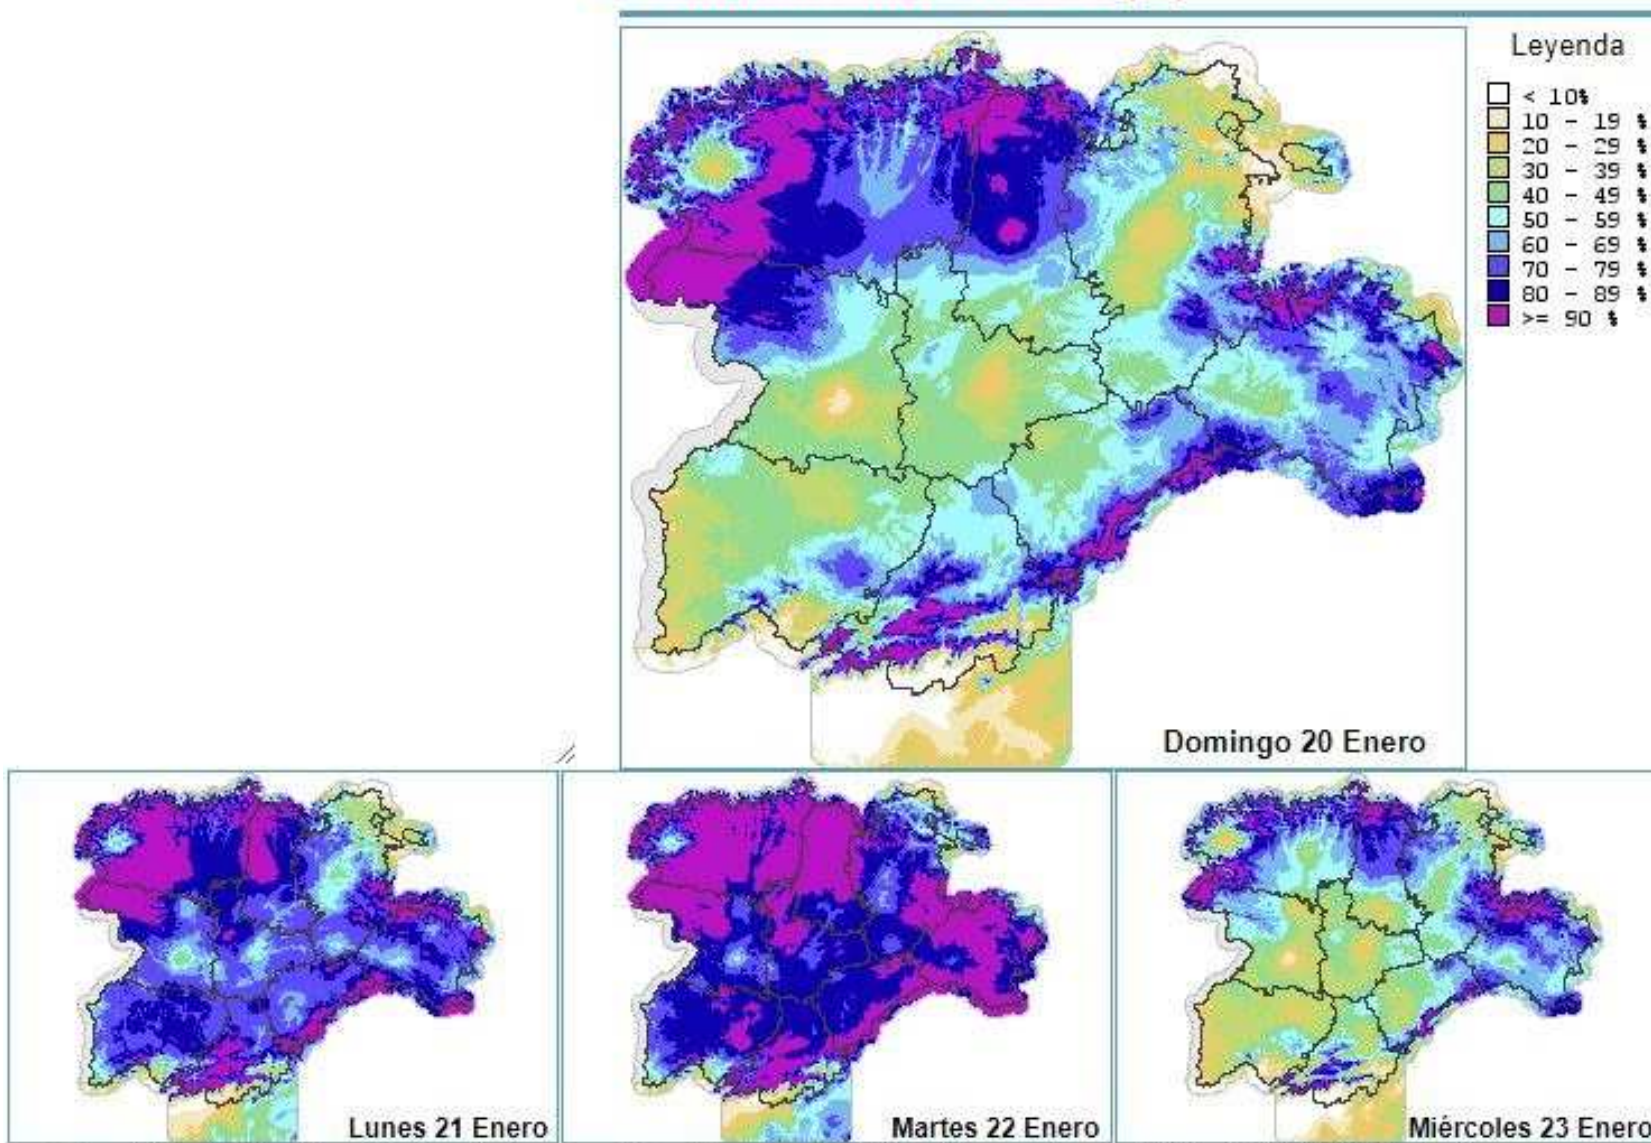 Leyenda
< 10%
10 - 19 %
20 - 29 %
30 - 39 %
40 - 49 %
50 - 59 %
60 - 69 %
70 - 79 %
80 - 89 %
>= 90 %
Domingo 20 Enero
Lunes 21 Enero
Martes 22 Enero
Miércoles 23 Enero